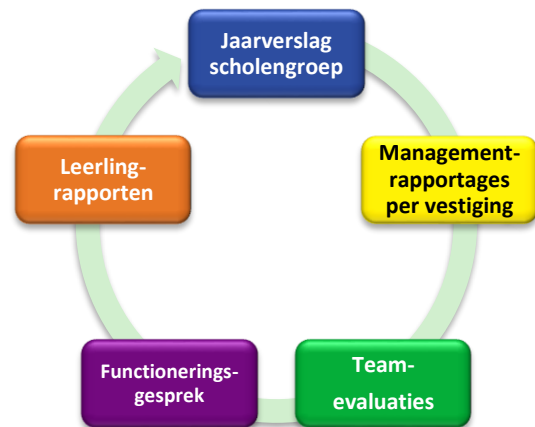 Jaarverslag
scholengroep
Management-
rapportages
per vestiging
Team-
evaluaties
Functionerings-
gesprek
Leerling-
rapporten